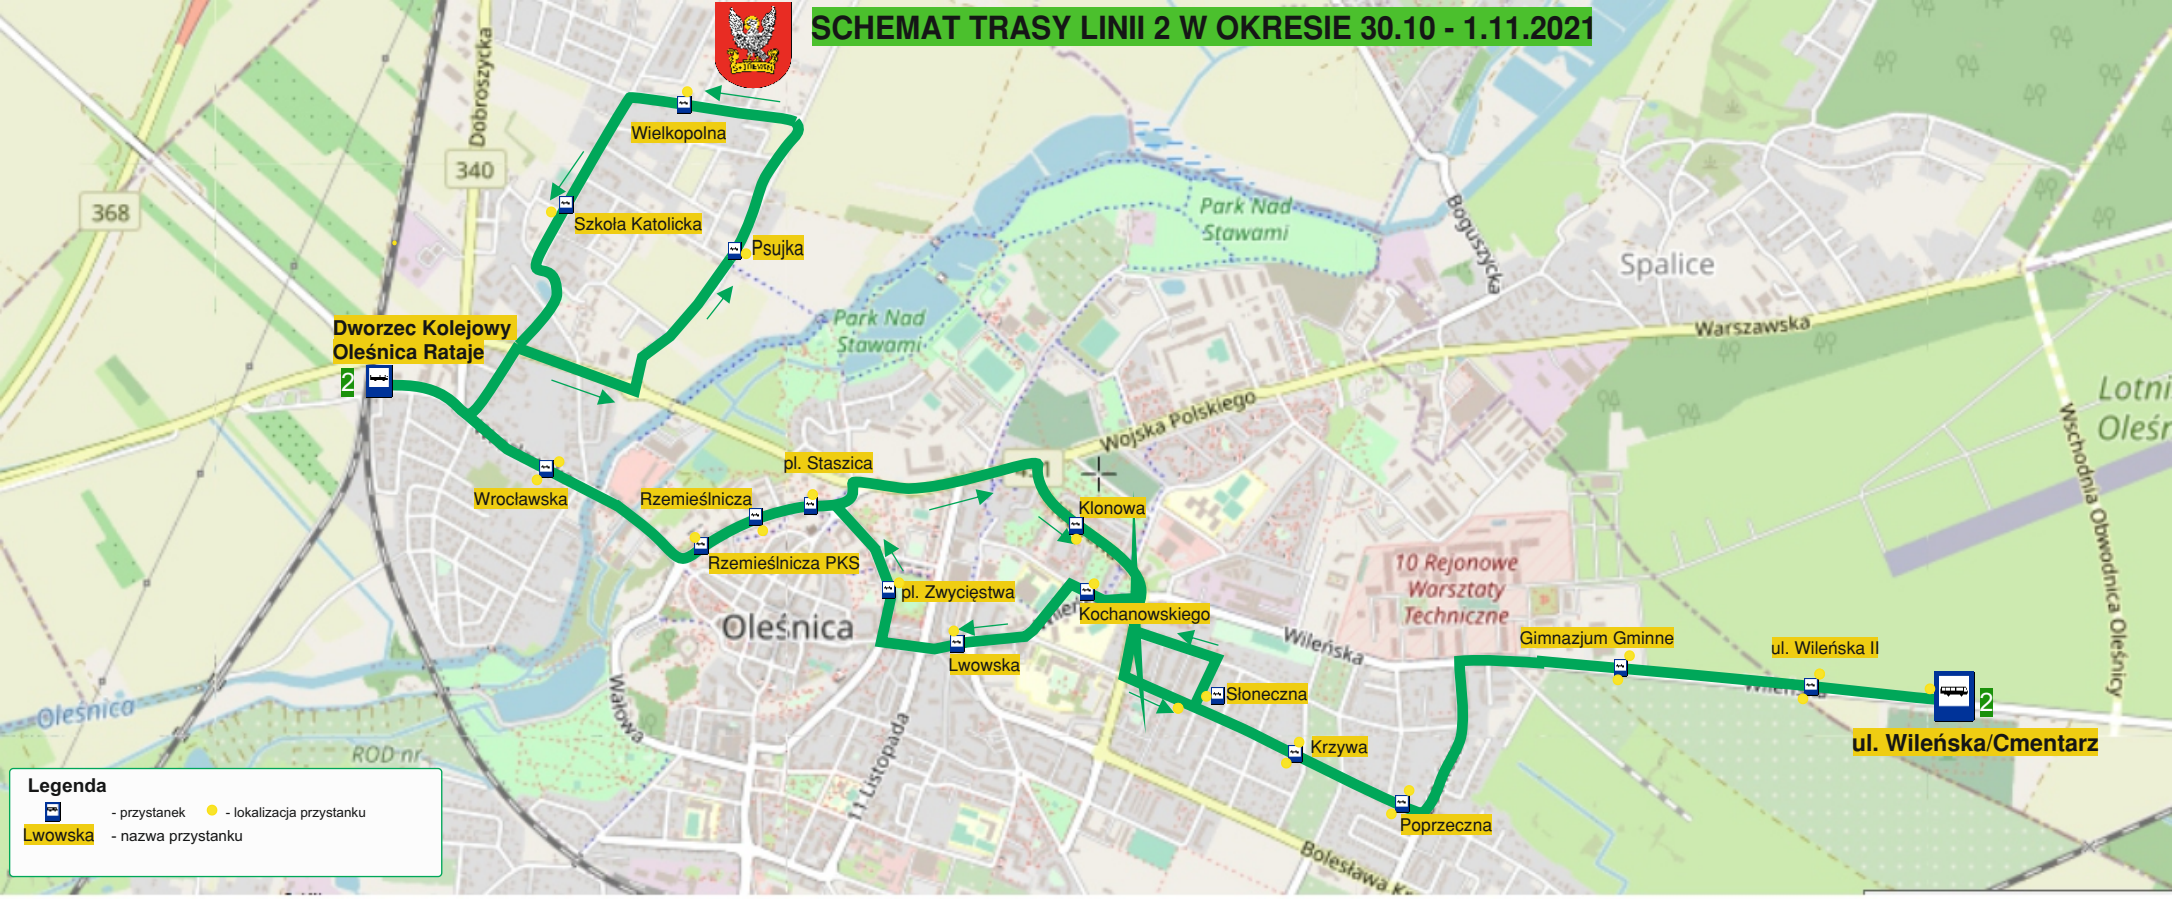 SCHEMAT TRASY LINII 2 W OKRESIE 30.10 - 1.11.2021
Dobroszycka
340
368
Wielkopolna
Szkoła Katolicka
Psujka
Park Nad
Stawami
Boguszycka
Spalice
Warszawska
Park Nad
Stawami
Dworzec Kolejowy
Oleśnica Rataje
2
Wojska Polskiego
Wschodnia Obwodnica Oleśnicy
pl. Staszica
Wrocławska
Rzemieślnicza
Rzemieślnicza PKS
Klonowa
10 Rejonowe
Warsztaty
Techniczne
pl. Zwycięstwa
Kochanowskiego
Oleśnica
Lwowska
Wileńska
Gimnazjum Gminne
ul. Wileńska II
Słoneczna
2
ul. Wileńska/Cmentarz
Krzywa
Poprzeczna
Oleśnica
Wałowa
ROD nr
11 Listopada
Legenda
- przystanek
- lokalizacja przystanku
Lwowska
- nazwa przystanku
Bolesława